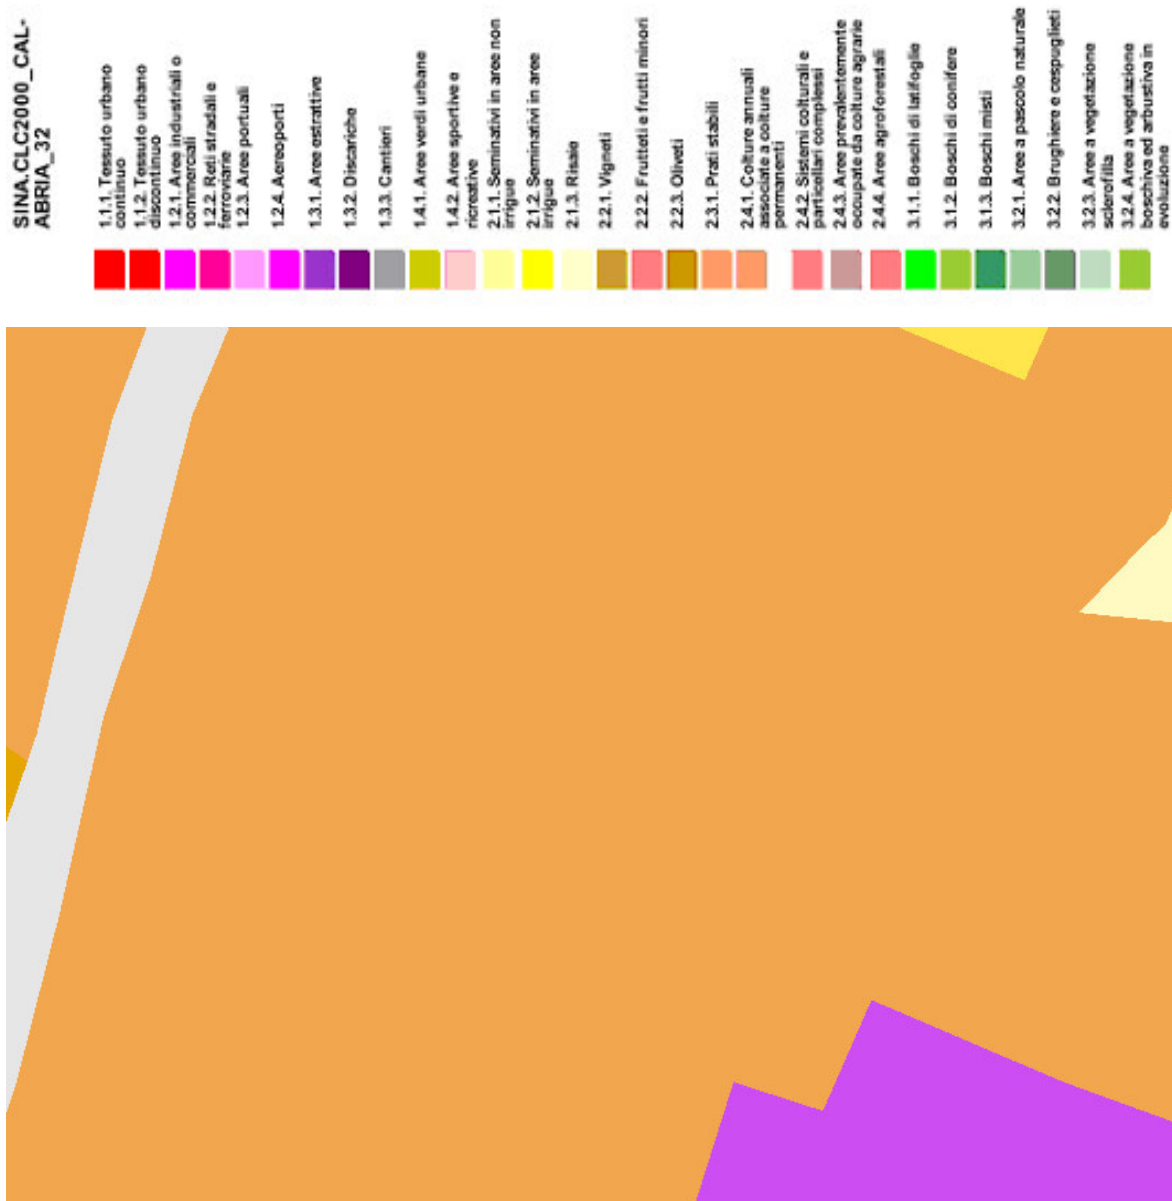 SINA.CLC2000_CAL-
ABRIA_32
1.1.1. Tessuto urbano
continuo
1.1.2. Tessuto urbano
discontinuo
1.2.1. Aree industriali o
commerciali
1.2.2. Reti stradali e
ferroviarie
1.2.3. Aree portuali
1.2.4. Aereoporti
1.3.1. Aree estrattive
1.3.2. Discariche
1.3.3. Cantieri
1.4.1. Aree verdi urbane
1.4.2. Aree sportive e
ricreative
2.1.1. Seminativi in aree non
irrigue
2.1.2. Seminativi in aree
irrigue
2.1.3. Risaie
2.2.1. Vigneti
2.2.2. Frutteti e frutti minori
2.2.3. Oliveti
2.3.1. Prati stabili
2.4.1. Colture annuali
associate a colture
permanenti
2.4.2. Sistemi colturali e
particellari complessi
2.4.3. Aree prevalentemente
occupate da colture agrarie
2.4.4. Aree agroforestali
3.1.1. Boschi di latifoglie
3.1.2. Boschi di conifere
3.1.3. Boschi misti
3.2.1. Aree a pascolo naturale
3.2.2. Brughiere e cespuglieti
3.2.3. Aree a vegetazione
sclerofilla
3.2.4. Aree a vegetazione
boschiva ed arbustiva in
evoluzione